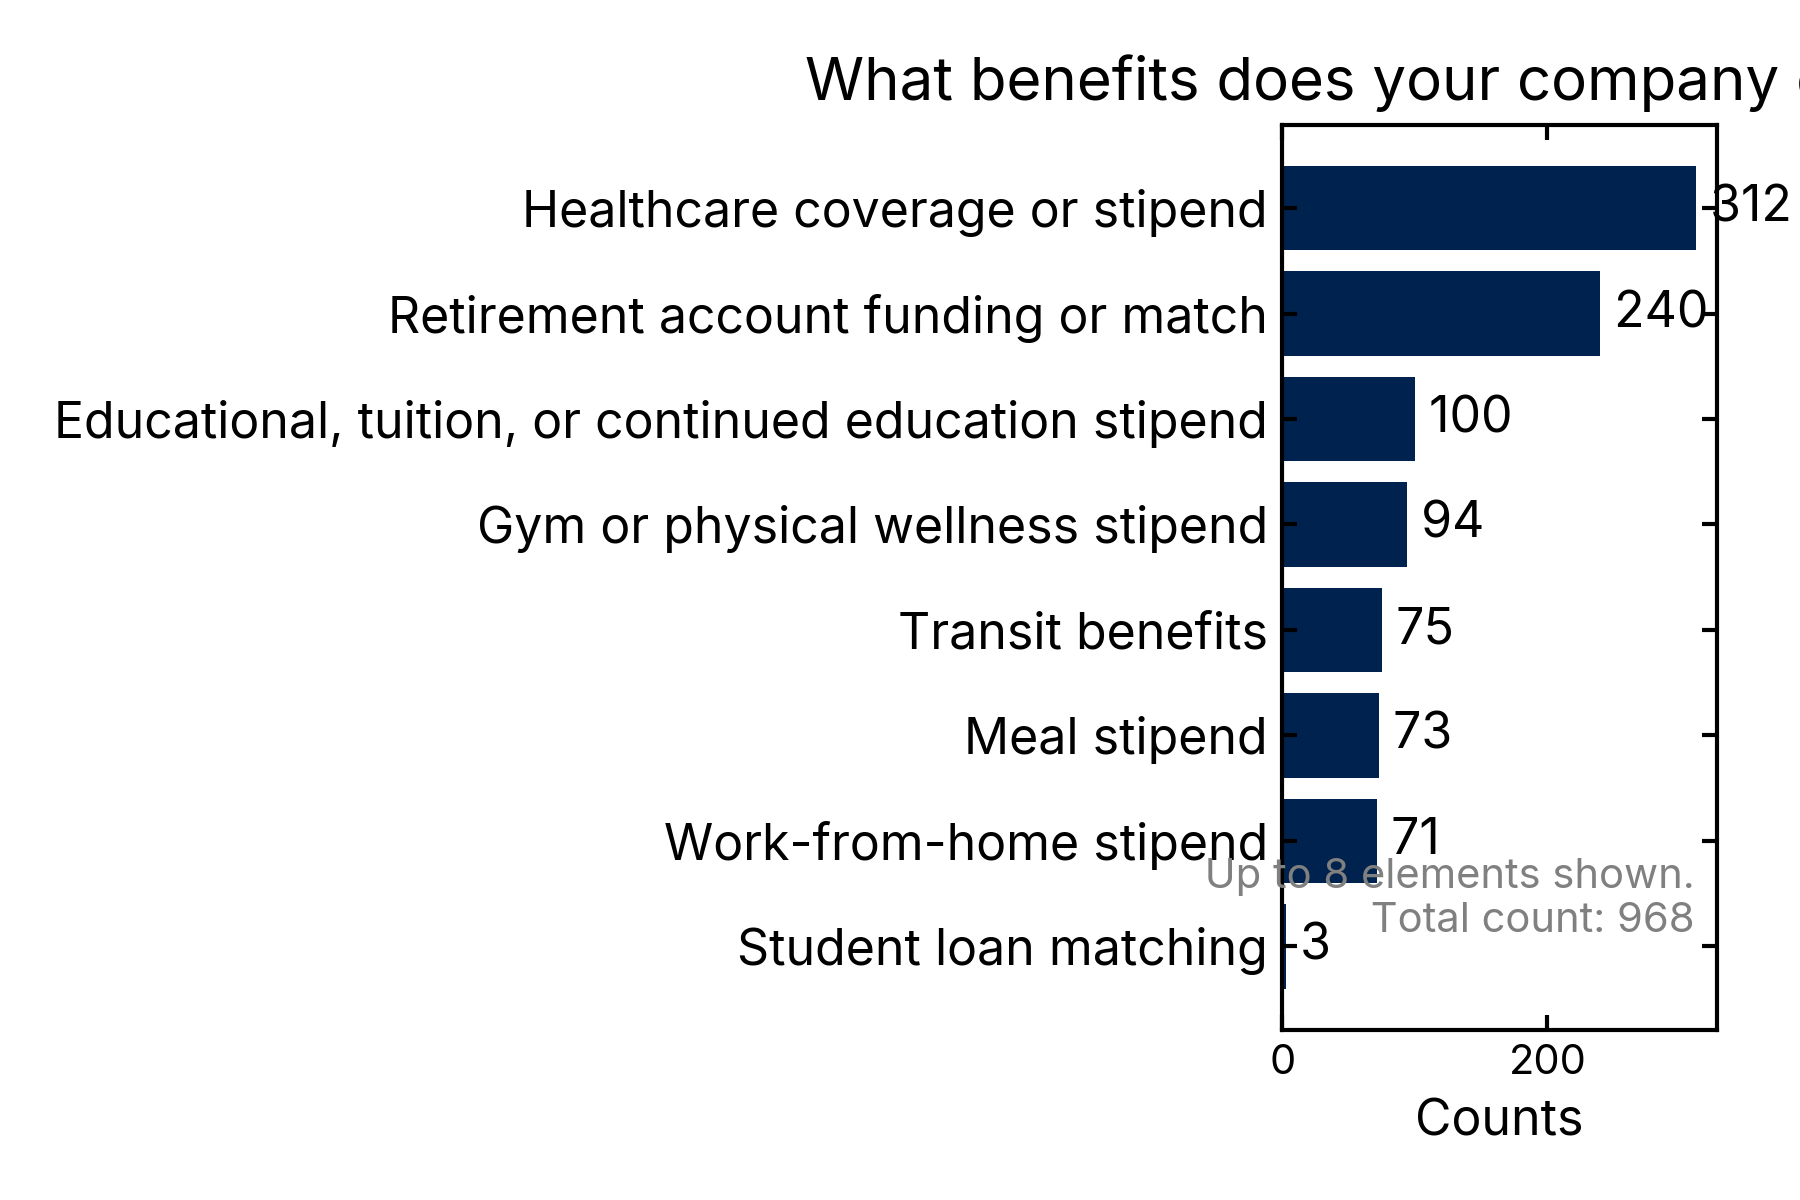 What benefits does your company
Healthcare coverage or stipend 312
Retirement account funding or match 240
Educational, tuition, or continued education stipend 100
Gym or physical wellness stipend 94
Transit benefits 75
Meal stipend 73
Work-from-home stipend 71
Up to 8 elements shown.
Total count: 968
Student loan matching 3
0 200
Counts